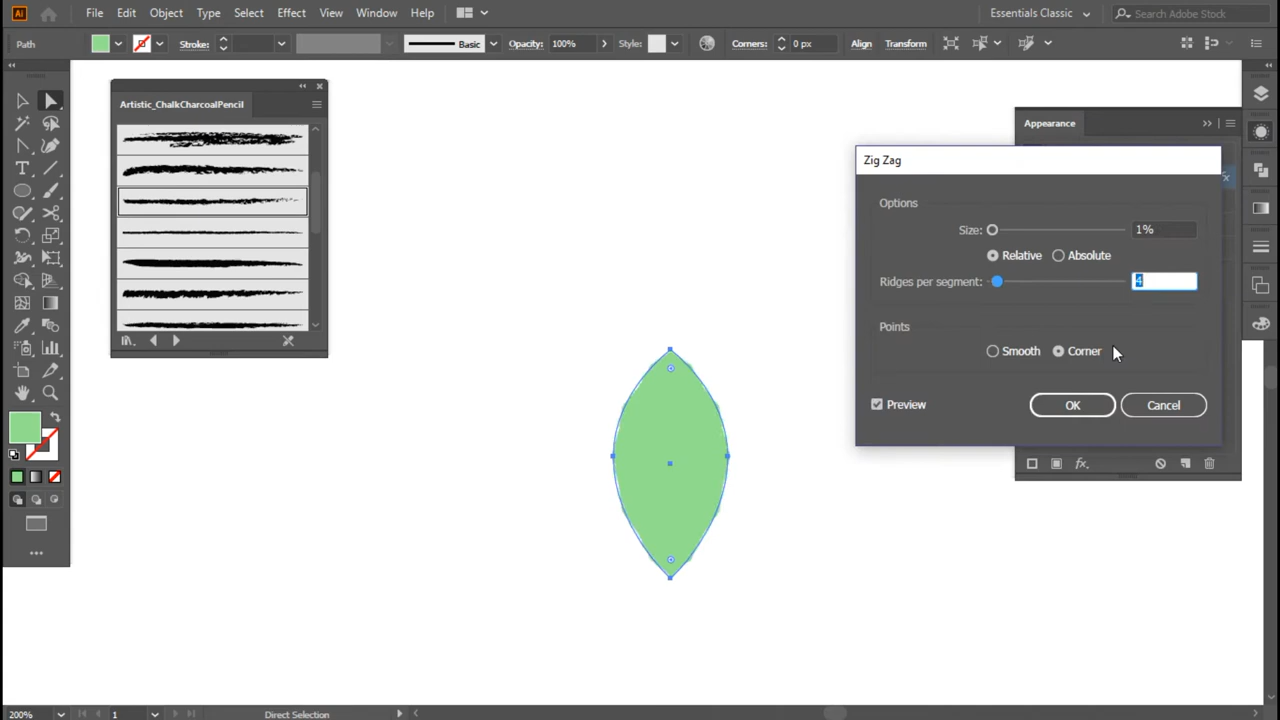 Ai File Edit Object Type Select Effect View Window Help Essentials Classic Search Adobe Stock
Path Stroke: Basic Opacity: 100% Style: Corners: 0 px Align Transform
Artistic_ChalkCharcoalPencil
Appearance
Zig Zag
Options
Size: 1%
Relative Absolute
Ridges per segment: 4
Points
Smooth Corner
Preview OK Cancel
fx
fx.
200% 1 Direct Selection